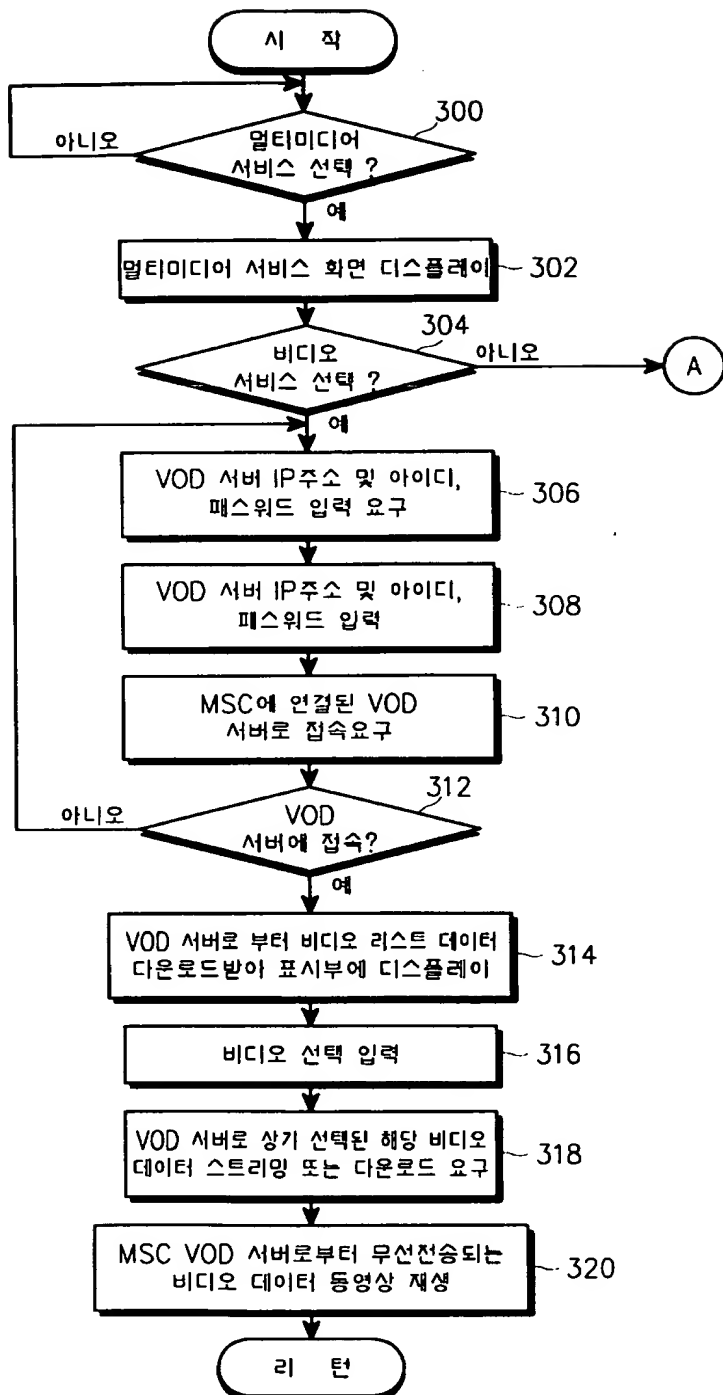 시 작
300
아니오
멀티미디어
서비스 선택 ?
예
멀티미디어 서비스 화면 디스플레이
302
304
비디오
서비스 선택 ?
아니오
A
예
VOD 서버 IP주소 및 아이디,
패스워드 입력 요구
306
VOD 서버 IP주소 및 아이디,
패스워드 입력
308
MSC에 연결된 VOD
서버로 접속요구
310
312
아니오
VOD
서버에 접속?
예
VOD 서버로 부터 비디오 리스트 데이터
다운로드받아 표시부에 디스플레이
314
비디오 선택 입력
316
VOD 서버로 상기 선택된 해당 비디오
데이터 스트리밍 또는 다운로드 요구
318
MSC VOD 서버로부터 무선전송되는
비디오 데이터 동영상 재생
320
리 턴